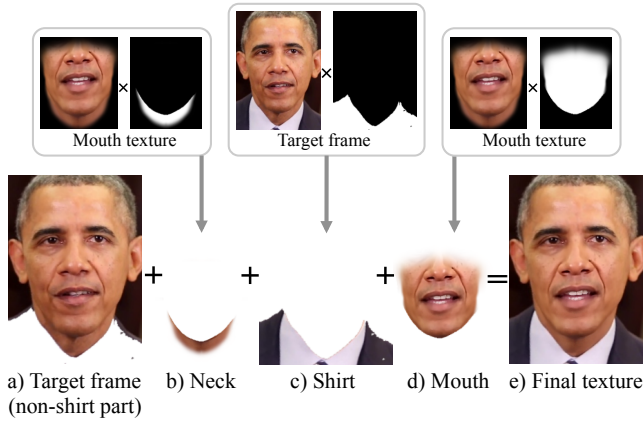 ×
×
×
Mouth texture
Target frame
Mouth texture
+
+
+
=
a) Target frame
(non-shirt part)
b) Neck
c) Shirt
d) Mouth
e) Final texture